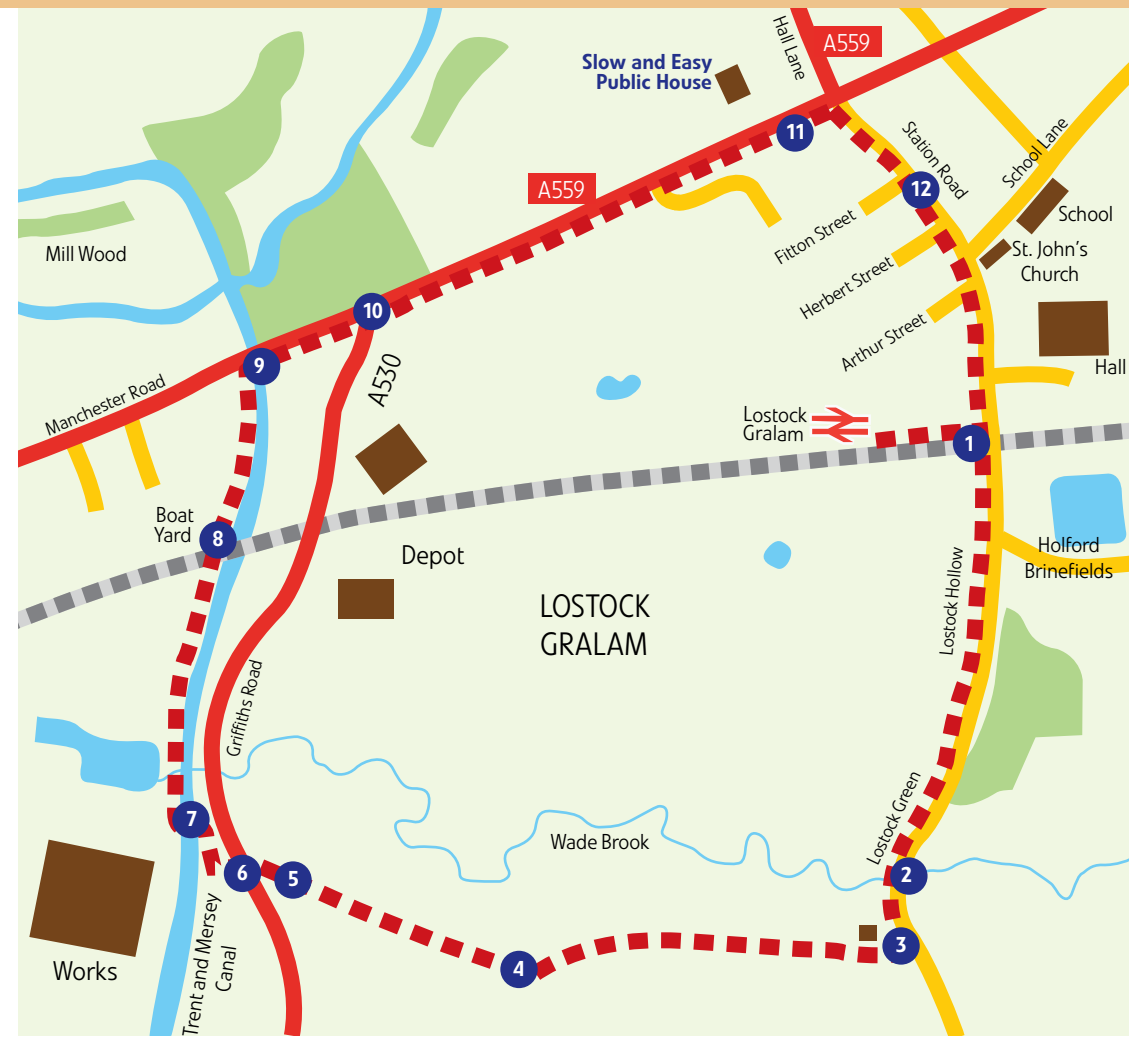 Hall Lane
A559
Slow and Easy
Public House
11
Station Road
School Lane
A559
12
School
Fitton Street
St. John's
Church
Mill Wood
Herbert Street
10
Arthur Street
9
A530
Hall
Manchester Road
Lostock
Gralam
1
Boat
Yard
8
Depot
Holford
Brinefields
LOSTOCK
GRALAM
Lostock Hollow
Griffiths Road
7
Wade Brook
Lostock Green
6
5
2
Trent and Mersey
Canal
3
4
Works